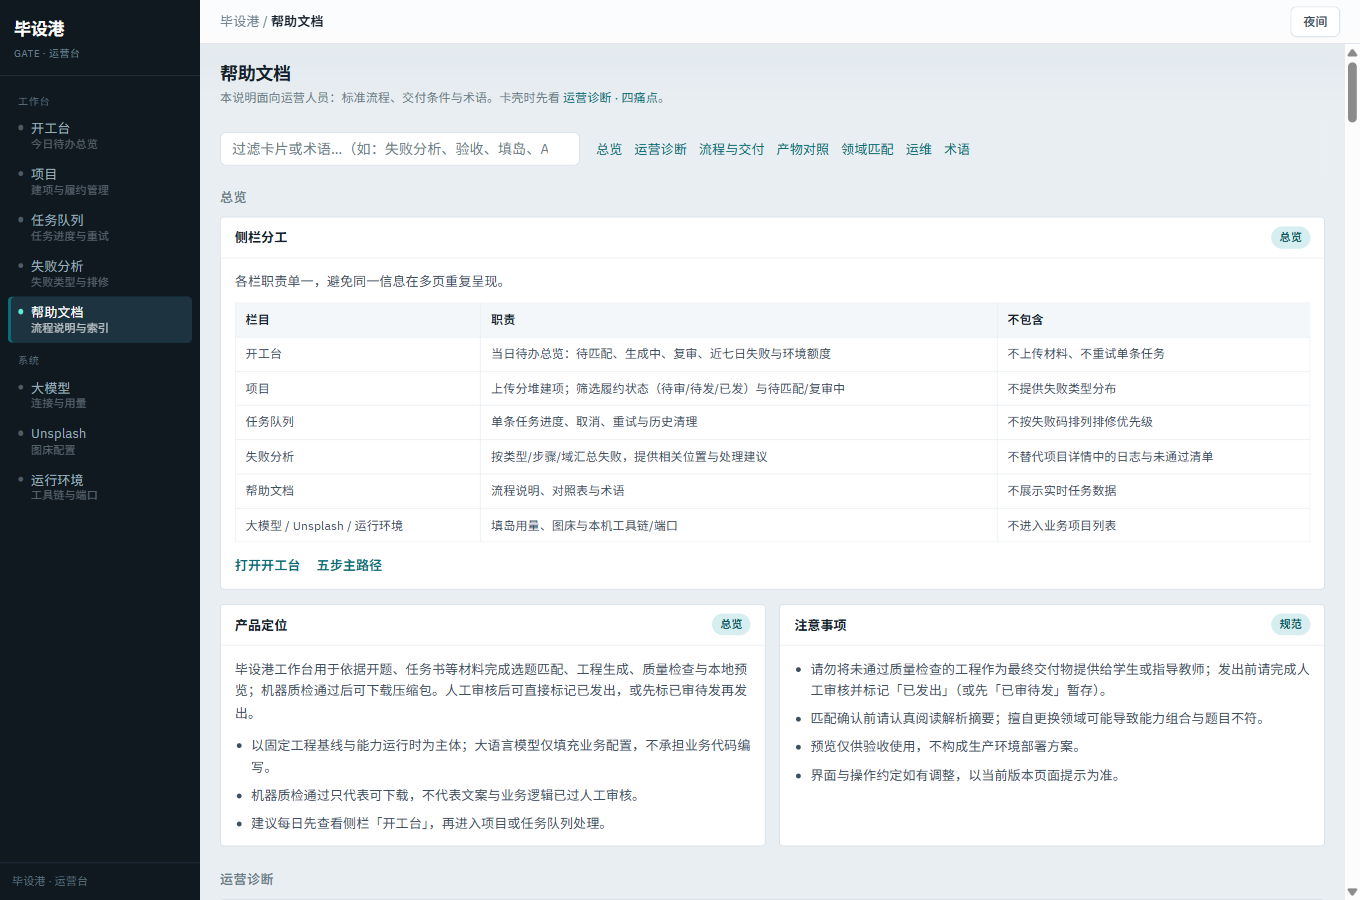 毕设港
GATE · 运营台
工作台
开工台
今日待办总览
项目
建项与履约管理
任务队列
任务进度与重试
失败分析
失败类型与排修
帮助文档
流程说明与索引
系统
大模型
连接与用量
Unsplash
图床配置
运行环境
工具链与端口
毕设港 · 运营台
毕设港 / 帮助文档
夜间
帮助文档
本说明面向运营人员：标准流程、交付条件与术语。卡壳时先看 运营诊断 · 四痛点。
过滤卡片或术语…（如：失败分析、验收、填岛、A
总览 运营诊断 流程与交付 产物对照 领域匹配 运维 术语
总览
侧栏分工 总览
各栏职责单一，避免同一信息在多页重复呈现。
栏目 职责 不包含
开工台 当日待办总览：待匹配、生成中、复审、近七日失败与环境额度 不上传材料、不重试单条任务
项目 上传分堆建项；筛选履约状态（待审/待发/已发）与待匹配/复审中 不提供失败类型分布
任务队列 单条任务进度、取消、重试与历史清理 不按失败码排列排修优先级
失败分析 按类型/步骤/域汇总失败，提供相关位置与处理建议 不替代项目详情中的日志与未通过清单
帮助文档 流程说明、对照表与术语 不展示实时任务数据
大模型 / Unsplash / 运行环境 填岛用量、图床与本机工具链/端口 不进入业务项目列表
打开开工台 五步主路径
产品定位 总览
毕设港工作台用于依据开题、任务书等材料完成选题匹配、工程生成、质量检查与本地预
览；机器质检通过后可下载压缩包。人工审核后可直接标记已发出，或先标已审待发再发
出。
以固定工程基线与能力运行时为主体；大语言模型仅填充业务配置，不承担业务代码编
写。
机器质检通过只代表可下载，不代表文案与业务逻辑已过人工审核。
建议每日先查看侧栏「开工台」，再进入项目或任务队列处理。
注意事项 规范
请勿将未通过质量检查的工程作为最终交付物提供给学生或指导教师；发出前请完成人
工审核并标记「已发出」（或先「已审待发」暂存）。
匹配确认前请认真阅读解析摘要；擅自更换领域可能导致能力组合与题目不符。
预览仅供验收使用，不构成生产环境部署方案。
界面与操作约定如有调整，以当前版本页面提示为准。
运营诊断